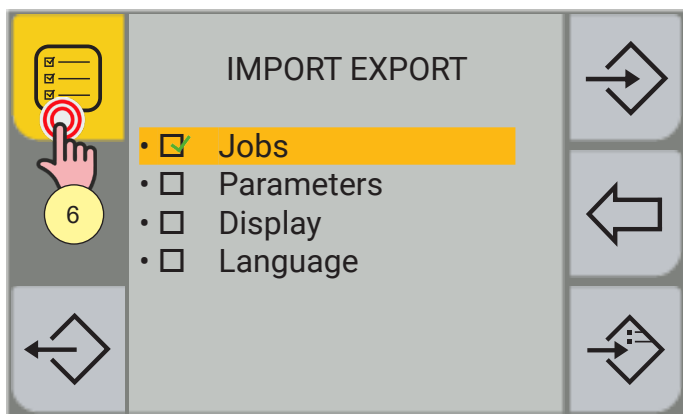 IMPORT EXPORT
• Jobs
• Parameters
• Display
• Language
6